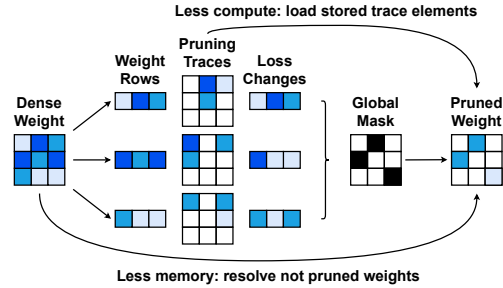 Less compute: load stored trace elements
Pruning
Traces
Weight
Rows
Loss
Changes
Dense
Weight
Global
Mask
Pruned
Weight
Less memory: resolve not pruned weights